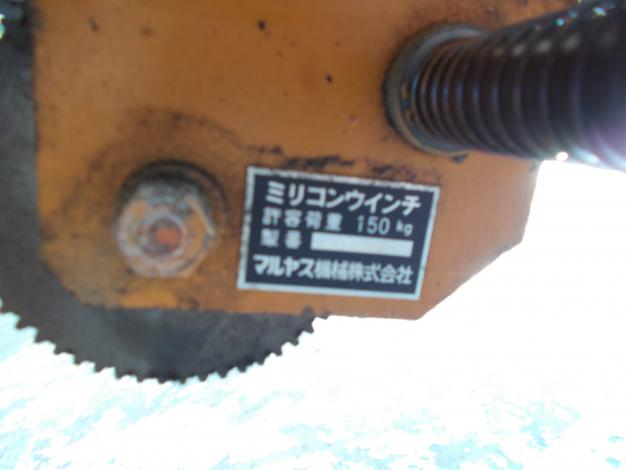 ミリコンウインチ
許容荷重 150 kg
製番
マルヤス機械株式会社